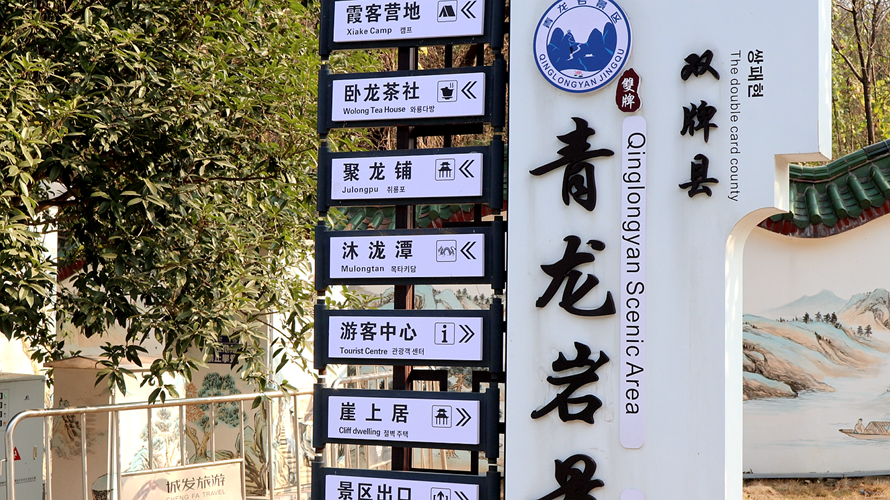 霞客营地
Xiake Camp 캠프
卧龙茶社
Wolong Tea House 와룡다방
聚龙铺
Julongpu 취룡포
沐泷潭
Mulongtan 목타키담
游客中心
Tourist Centre 관광객 센터
崖上居
Cliff dwelling 절벽 주택
景区出口
青龙岩景区
QINGLONGYAN JINGQU
雙牌
青龙岩景
Qinglongyan Scenic Area
双牌县
쌍패현
The double card county
诚发旅游
CHENG FA TRAVEL